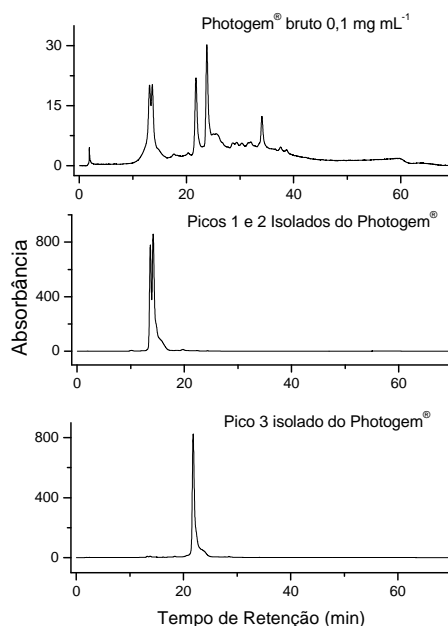 Photogem® bruto 0,1 mg mL⁻¹
30
15
0
0 20 40 60
Picos 1 e 2 Isolados do Photogem®
800
400
0
0 20 40 60
Absorbância
Pico 3 isolado do Photogem®
800
400
0
0 20 40 60
Tempo de Retenção (min)